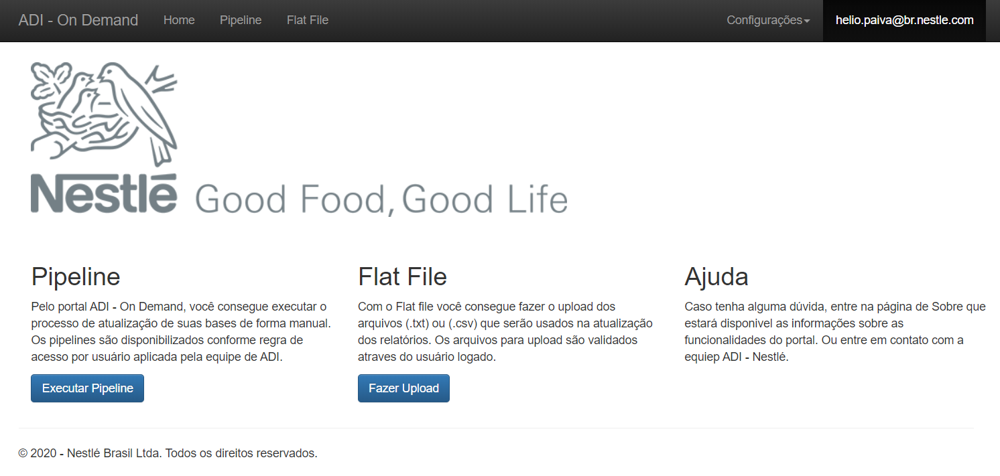 ADI - On Demand Home Pipeline Flat File Configurações helio.paiva@br.nestle.com
Nestlé Good Food, Good Life
Pipeline
Pelo portal ADI - On Demand, você consegue executar o
processo de atualização de suas bases de forma manual.
Os pipelines são disponibilizados conforme regra de
acesso por usuário aplicada pela equipe de ADI.
Executar Pipeline
Flat File
Com o Flat file você consegue fazer o upload dos
arquivos (.txt) ou (.csv) que serão usados na atualização
dos relatórios. Os arquivos para upload são validados
atraves do usuário logado.
Fazer Upload
Ajuda
Caso tenha alguma dúvida, entre na página de Sobre que
estará disponivel as informações sobre as
funcionalidades do portal. Ou entre em contato com a
equiep ADI - Nestlé.
© 2020 - Nestlé Brasil Ltda. Todos os direitos reservados.